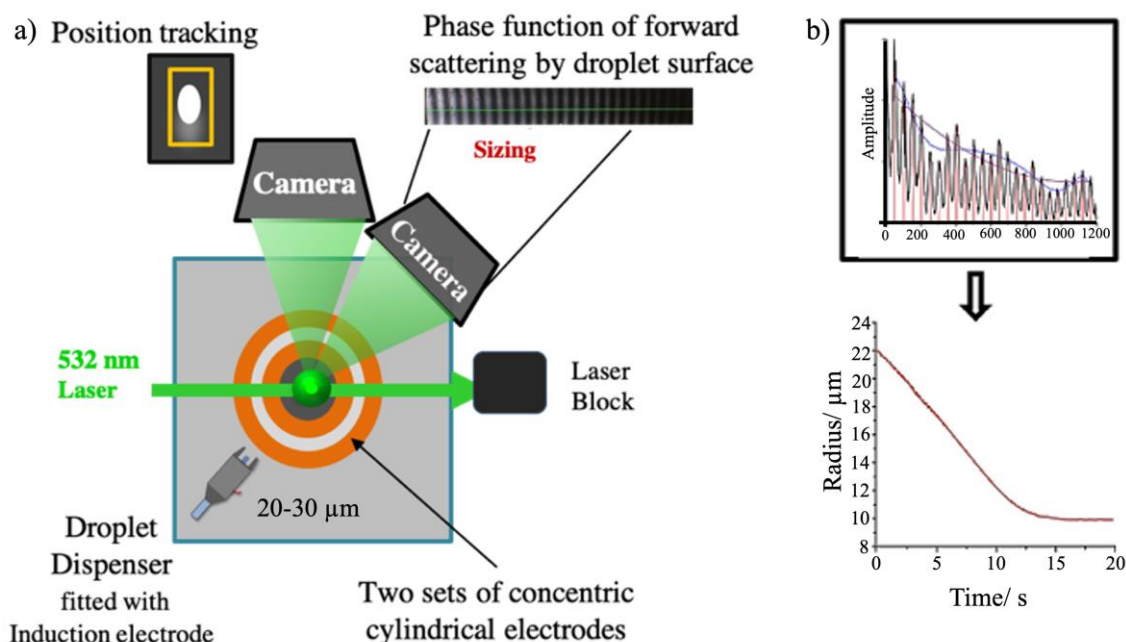 a)
Position tracking
Phase function of forward
scattering by droplet surface
Sizing
Camera
Camera
532 nm
Laser
Laser
Block
20-30 µm
Droplet
Dispenser
fitted with
Induction electrode
Two sets of concentric
cylindrical electrodes
b)
Amplitude
0 200 400 600 800 1000 1200
Radius/ µm
24
22
20
18
16
14
12
10
8
0 5 10 15 20
Time/ s